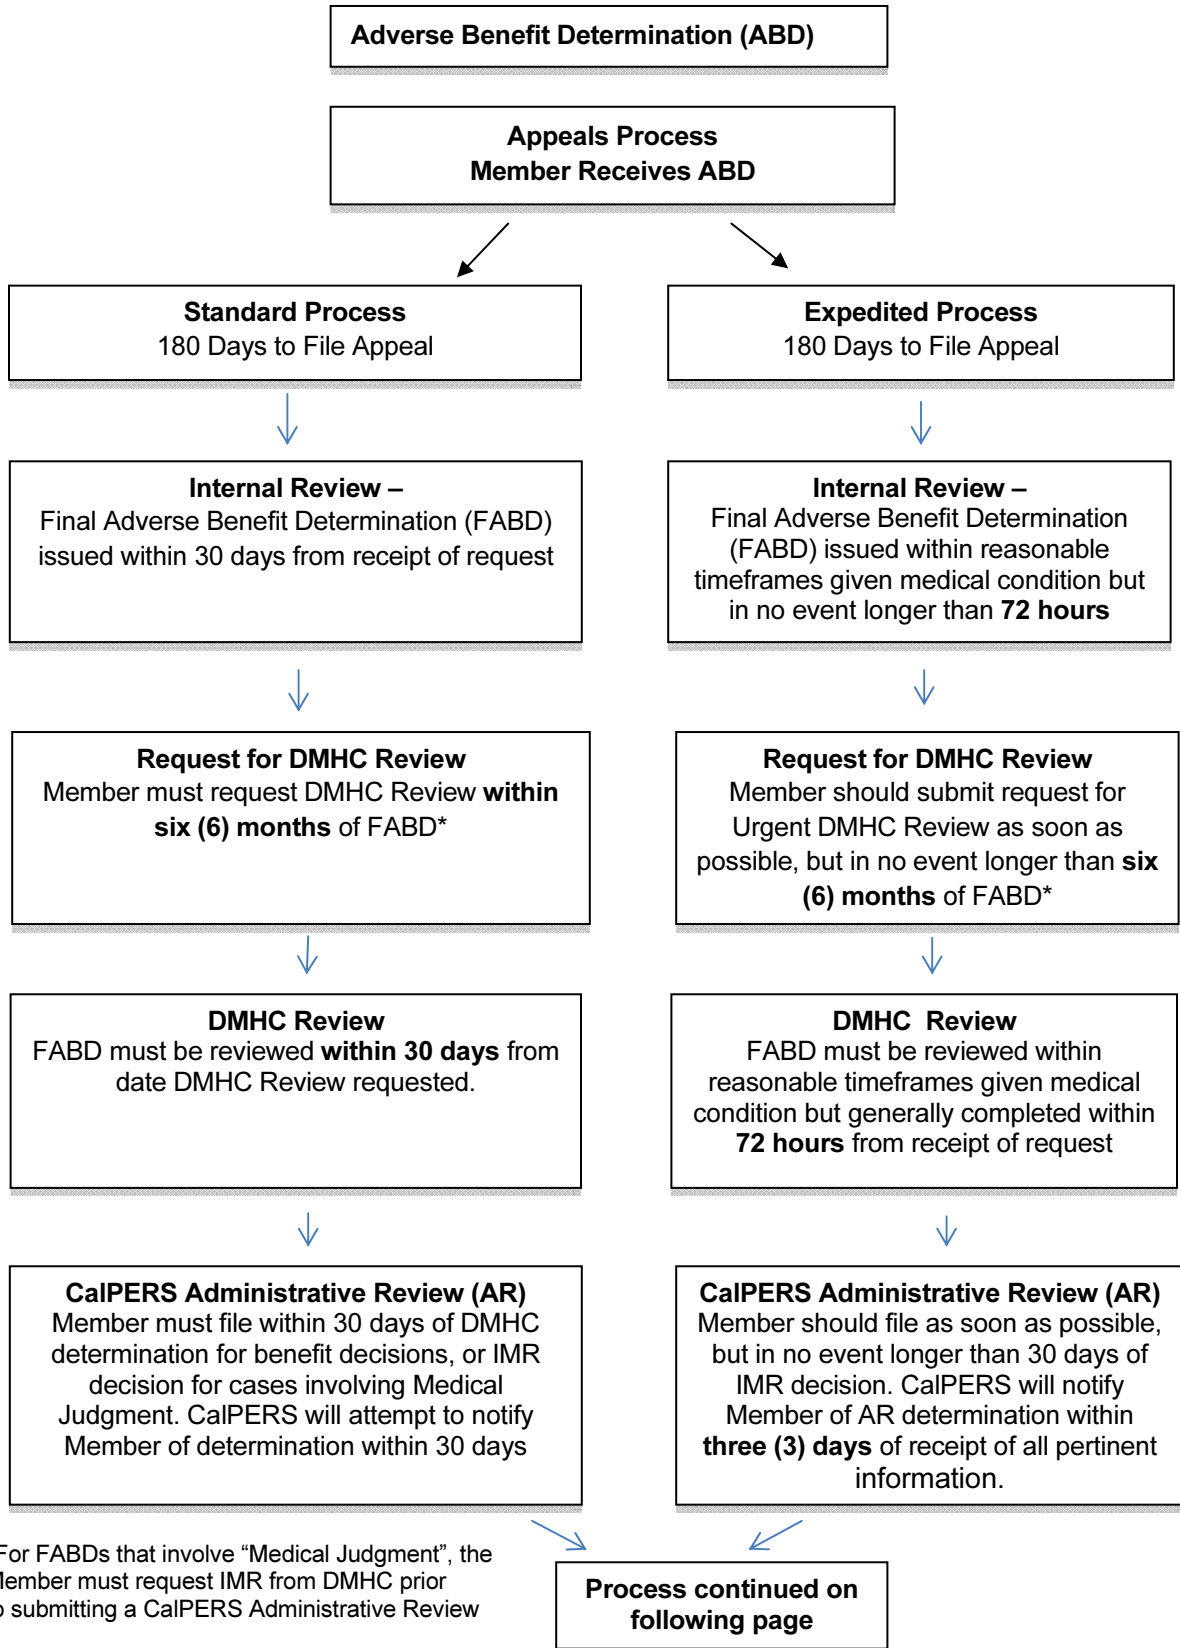 Adverse Benefit Determination (ABD)
Appeals Process
Member Receives ABD
Standard Process
180 Days to File Appeal
Expedited Process
180 Days to File Appeal
Internal Review –
Final Adverse Benefit Determination (FABD)
issued within 30 days from receipt of request
Internal Review –
Final Adverse Benefit Determination
(FABD) issued within reasonable
timeframes given medical condition but
in no event longer than 72 hours
Request for DMHC Review
Member must request DMHC Review within
six (6) months of FABD*
Request for DMHC Review
Member should submit request for
Urgent DMHC Review as soon as
possible, but in no event longer than six
(6) months of FABD*
DMHC Review
FABD must be reviewed within 30 days from
date DMHC Review requested.
DMHC Review
FABD must be reviewed within
reasonable timeframes given medical
condition but generally completed within
72 hours from receipt of request
CalPERS Administrative Review (AR)
Member must file within 30 days of DMHC
determination for benefit decisions, or IMR
decision for cases involving Medical
Judgment. CalPERS will attempt to notify
Member of determination within 30 days
CalPERS Administrative Review (AR)
Member should file as soon as possible,
but in no event longer than 30 days of
IMR decision. CalPERS will notify
Member of AR determination within
three (3) days of receipt of all pertinent
information.
For FABDs that involve “Medical Judgment”, the
Member must request IMR from DMHC prior
to submitting a CalPERS Administrative Review
Process continued on
following page